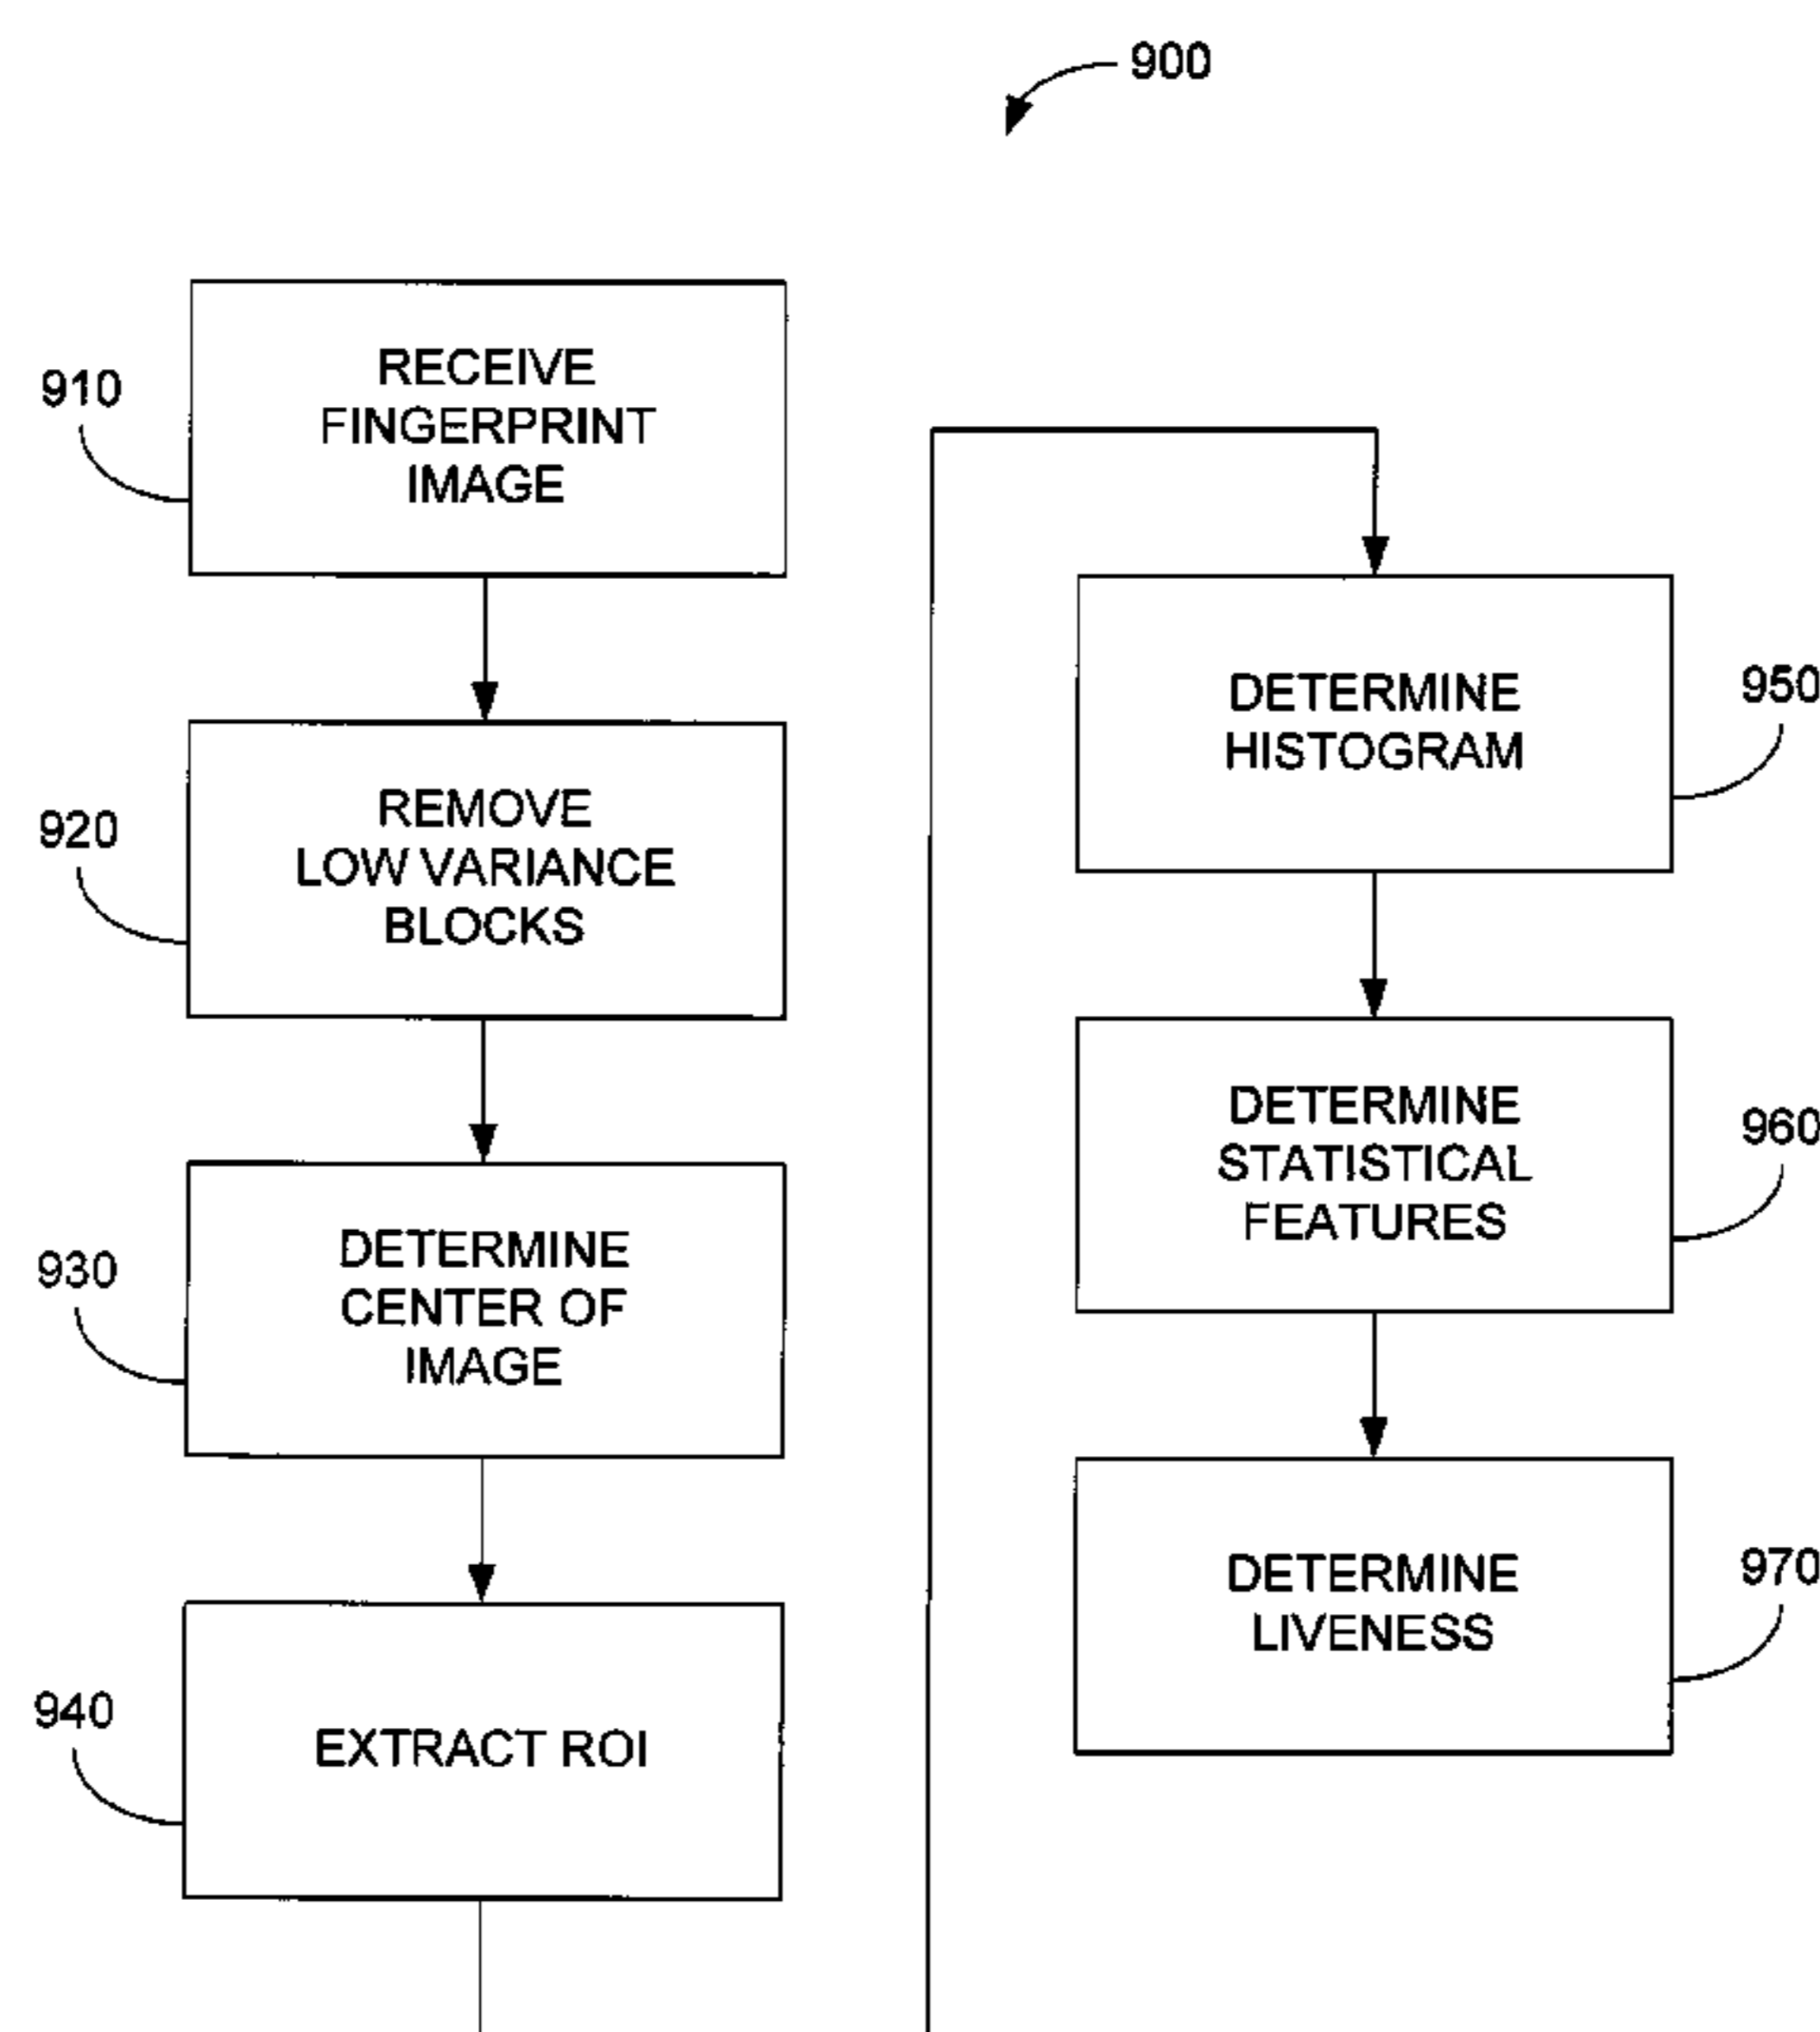 900
910
RECEIVE
FINGERPRINT
IMAGE
920
REMOVE
LOW VARIANCE
BLOCKS
930
DETERMINE
CENTER OF
IMAGE
940
EXTRACT ROI
950
DETERMINE
HISTOGRAM
960
DETERMINE
STATISTICAL
FEATURES
970
DETERMINE
LIVENESS